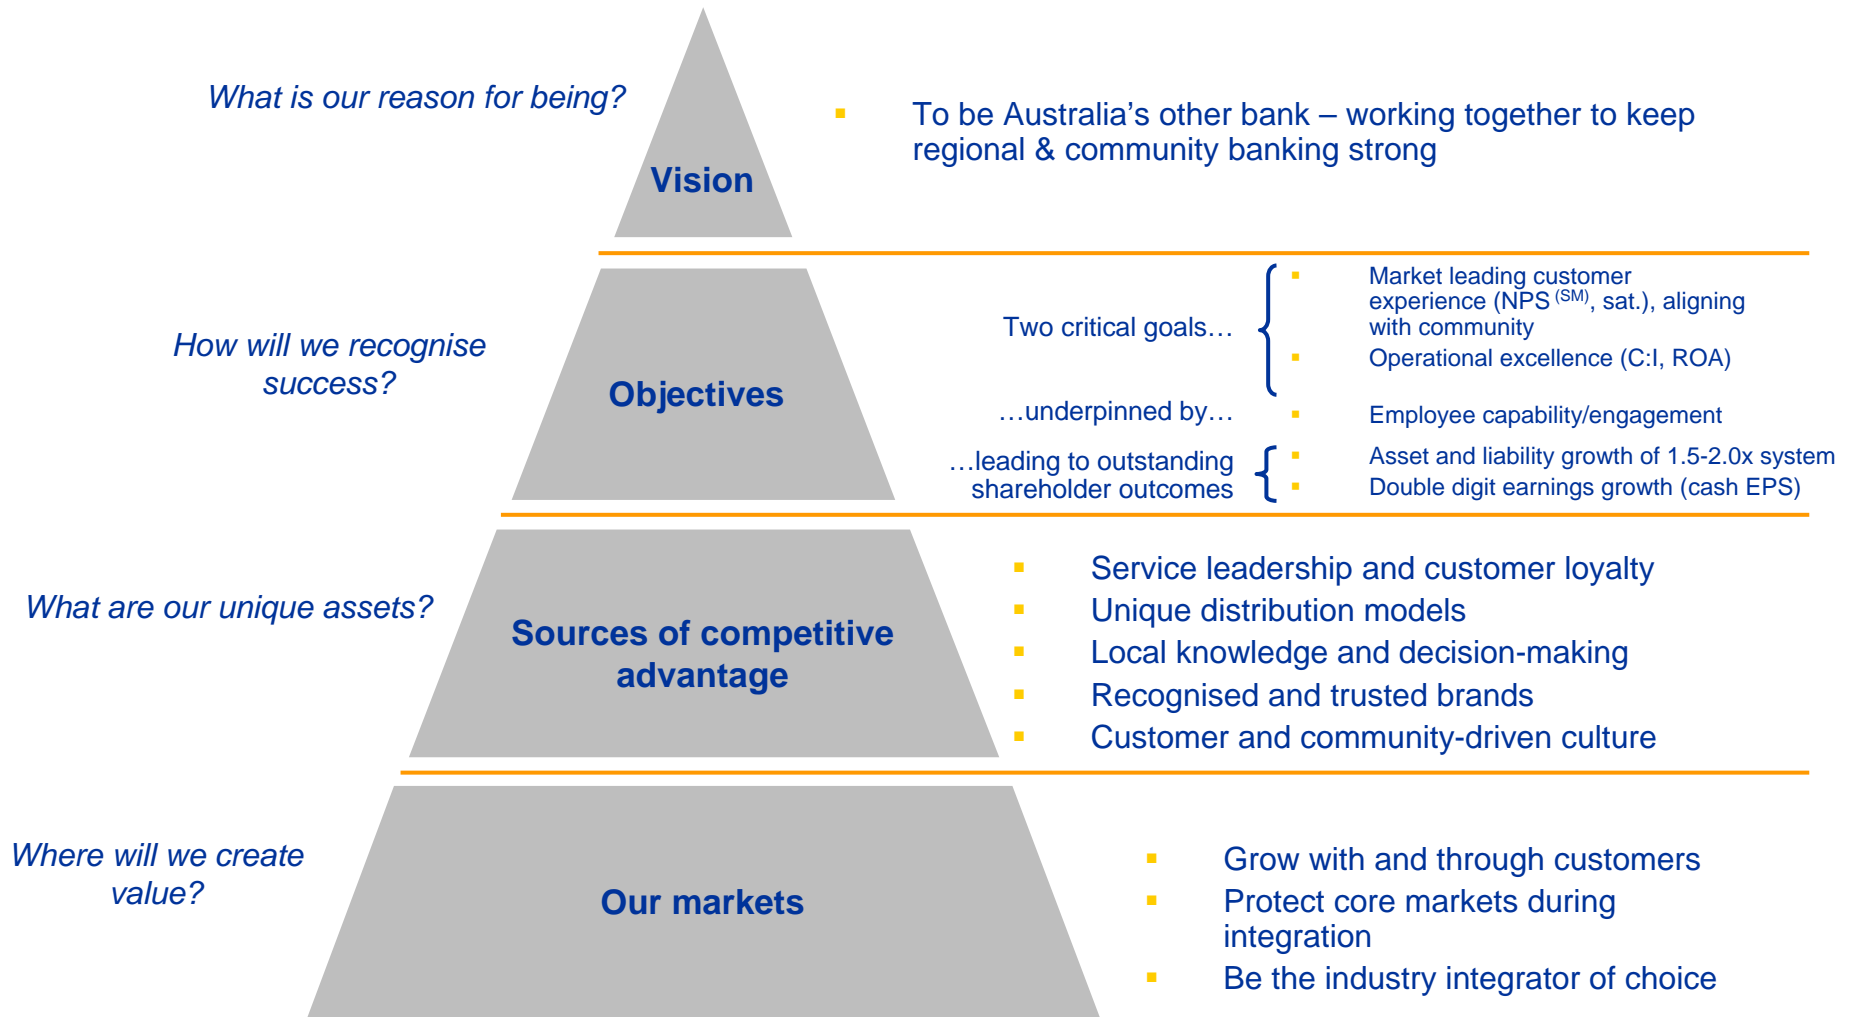 What is our reason for being?
Vision
To be Australia’s other bank – working together to keep
regional & community banking strong
How will we recognise
success?
Objectives
Two critical goals…
Market leading customer
experience (NPS (SM), sat.), aligning
with community
Operational excellence (C:I, ROA)
…underpinned by…
Employee capability/engagement
…leading to outstanding
shareholder outcomes
Asset and liability growth of 1.5-2.0x system
Double digit earnings growth (cash EPS)
What are our unique assets?
Sources of competitive
advantage
Service leadership and customer loyalty
Unique distribution models
Local knowledge and decision-making
Recognised and trusted brands
Customer and community-driven culture
Where will we create
value?
Our markets
Grow with and through customers
Protect core markets during
integration
Be the industry integrator of choice